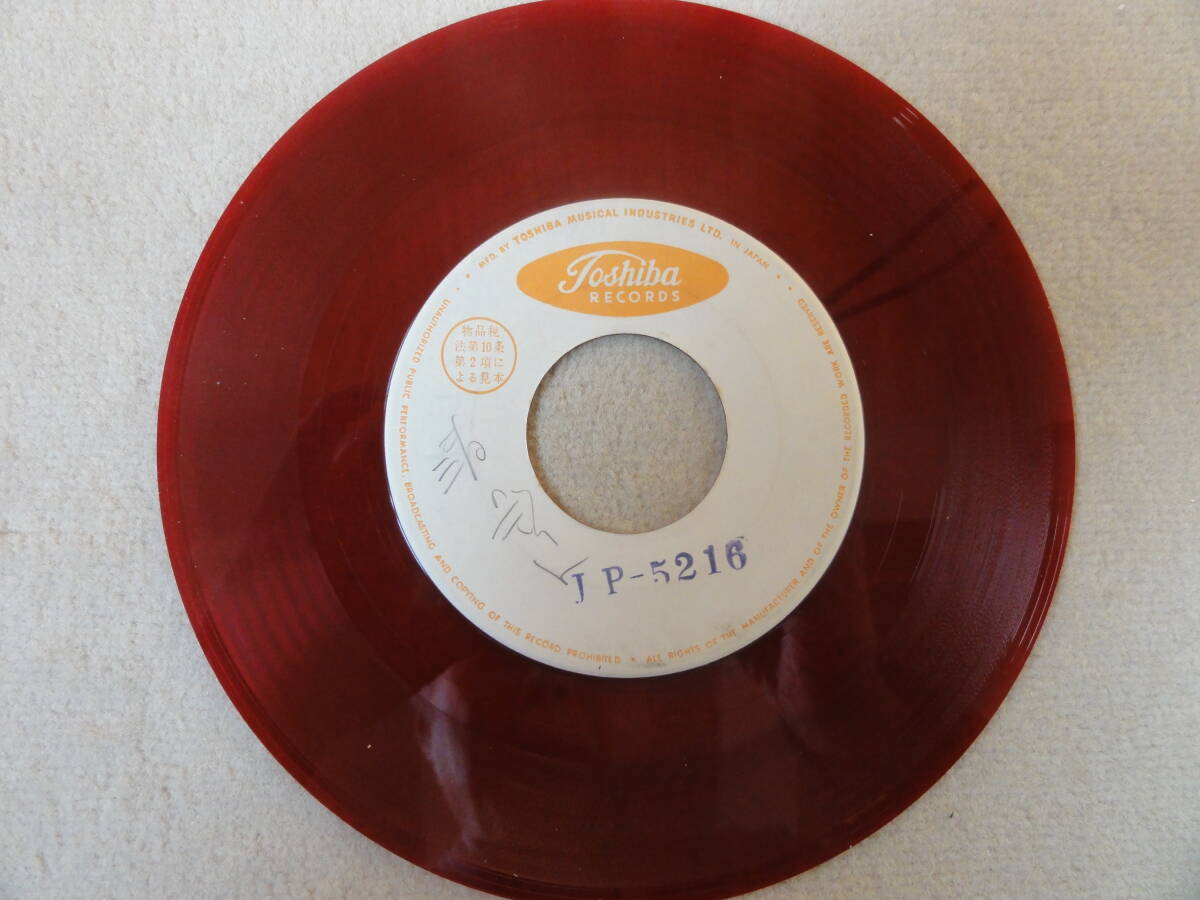 MFD. BY TOSHIBA MUSICAL INDUSTRIES LTD. IN JAPAN
Toshiba
RECORDS
物品税
法第10条
第2項に
よる見本
JP-5216
UNAUTHORIZED PUBLIC PERFORMANCE, BROADCASTING AND COPYING OF THIS RECORD PROHIBITED • ALL RIGHTS OF THE MANUFACTURER AND OF THE OWNER OF THE RECORDED WORK ARE RESERVED